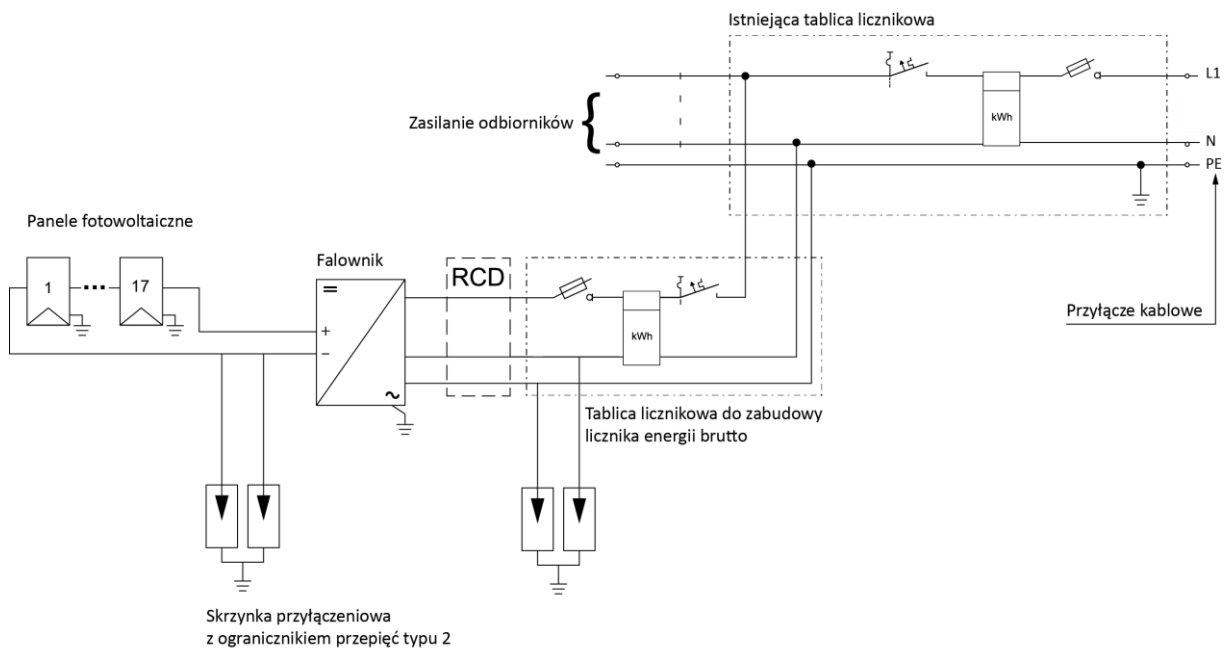 Istniejąca tablica licznikowa
L1
kWh
Zasilanie odbiorników
N
PE
Panele fotowoltaiczne
Falownik
RCD
1
17
kWh
Przyłącze kablowe
Tablica licznikowa do zabudowy
licznika energii brutto
Skrzynka przyłączeniowa
z ogranicznikiem przepięć typu 2